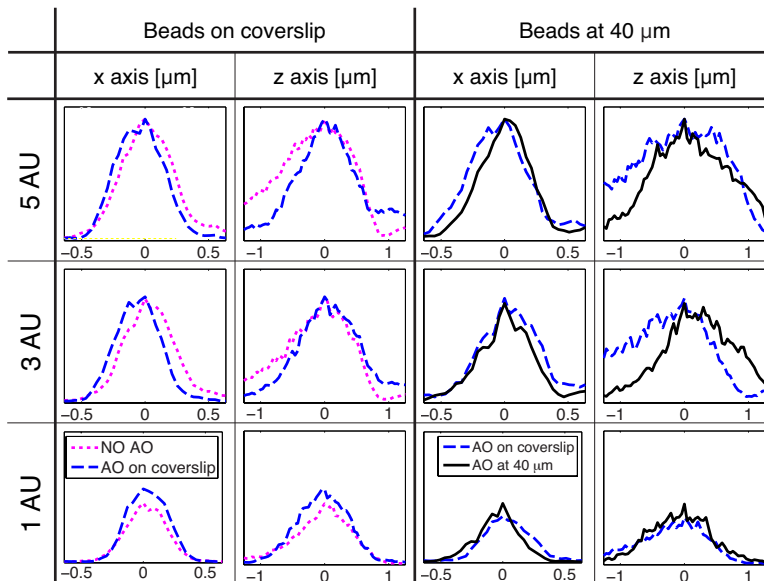 Beads on coverslip Beads at 40 µm
x axis [µm] z axis [µm] x axis [µm] z axis [µm]
5 AU
−0.5 0 0.5 −1 0 1 −0.5 0 0.5 −1 0 1
3 AU
−0.5 0 0.5 −1 0 1 −0.5 0 0.5 −1 0 1
1 AU
NO AO
AO on coverslip
AO on coverslip
AO at 40 µm
−0.5 0 0.5 −1 0 1 −0.5 0 0.5 −1 0 1